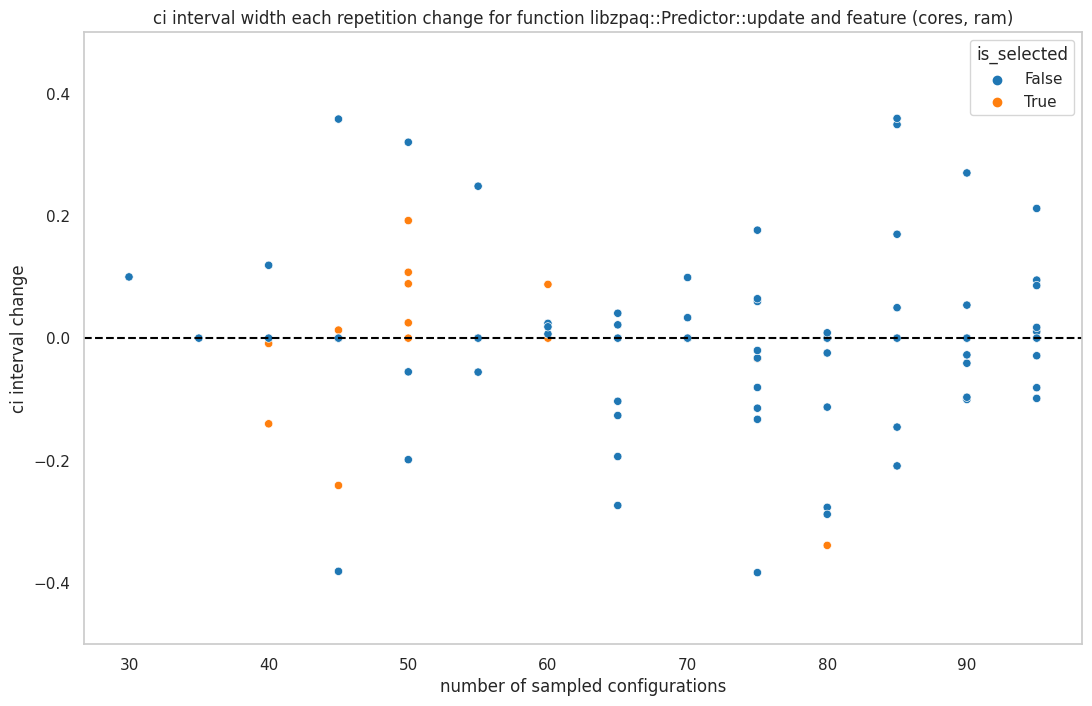 ci interval width each repetition change for function libzpaq::Predictor::update and feature (cores, ram)
is_selected
False
True
ci interval change
0.4
0.2
0.0
−0.2
−0.4
30 40 50 60 70 80 90
number of sampled configurations